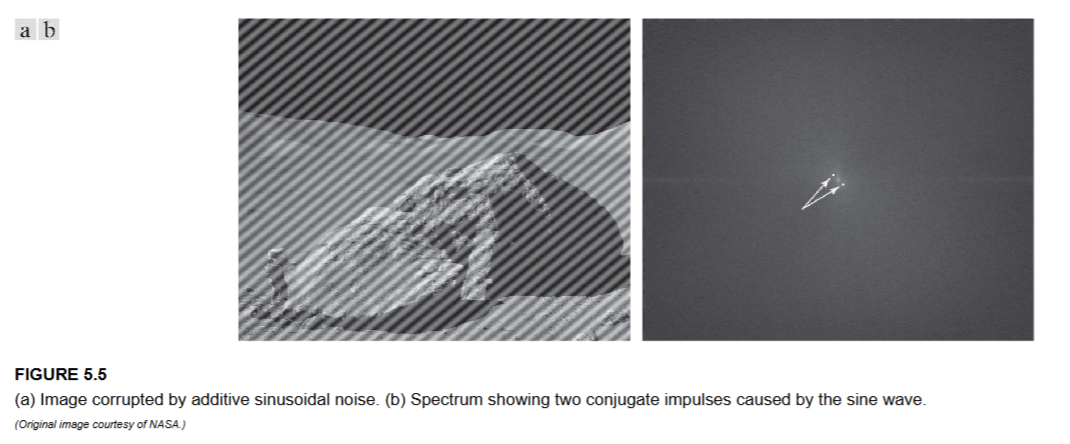 a b
FIGURE 5.5
(a) Image corrupted by additive sinusoidal noise. (b) Spectrum showing two conjugate impulses caused by the sine wave.
(Original image courtesy of NASA.)